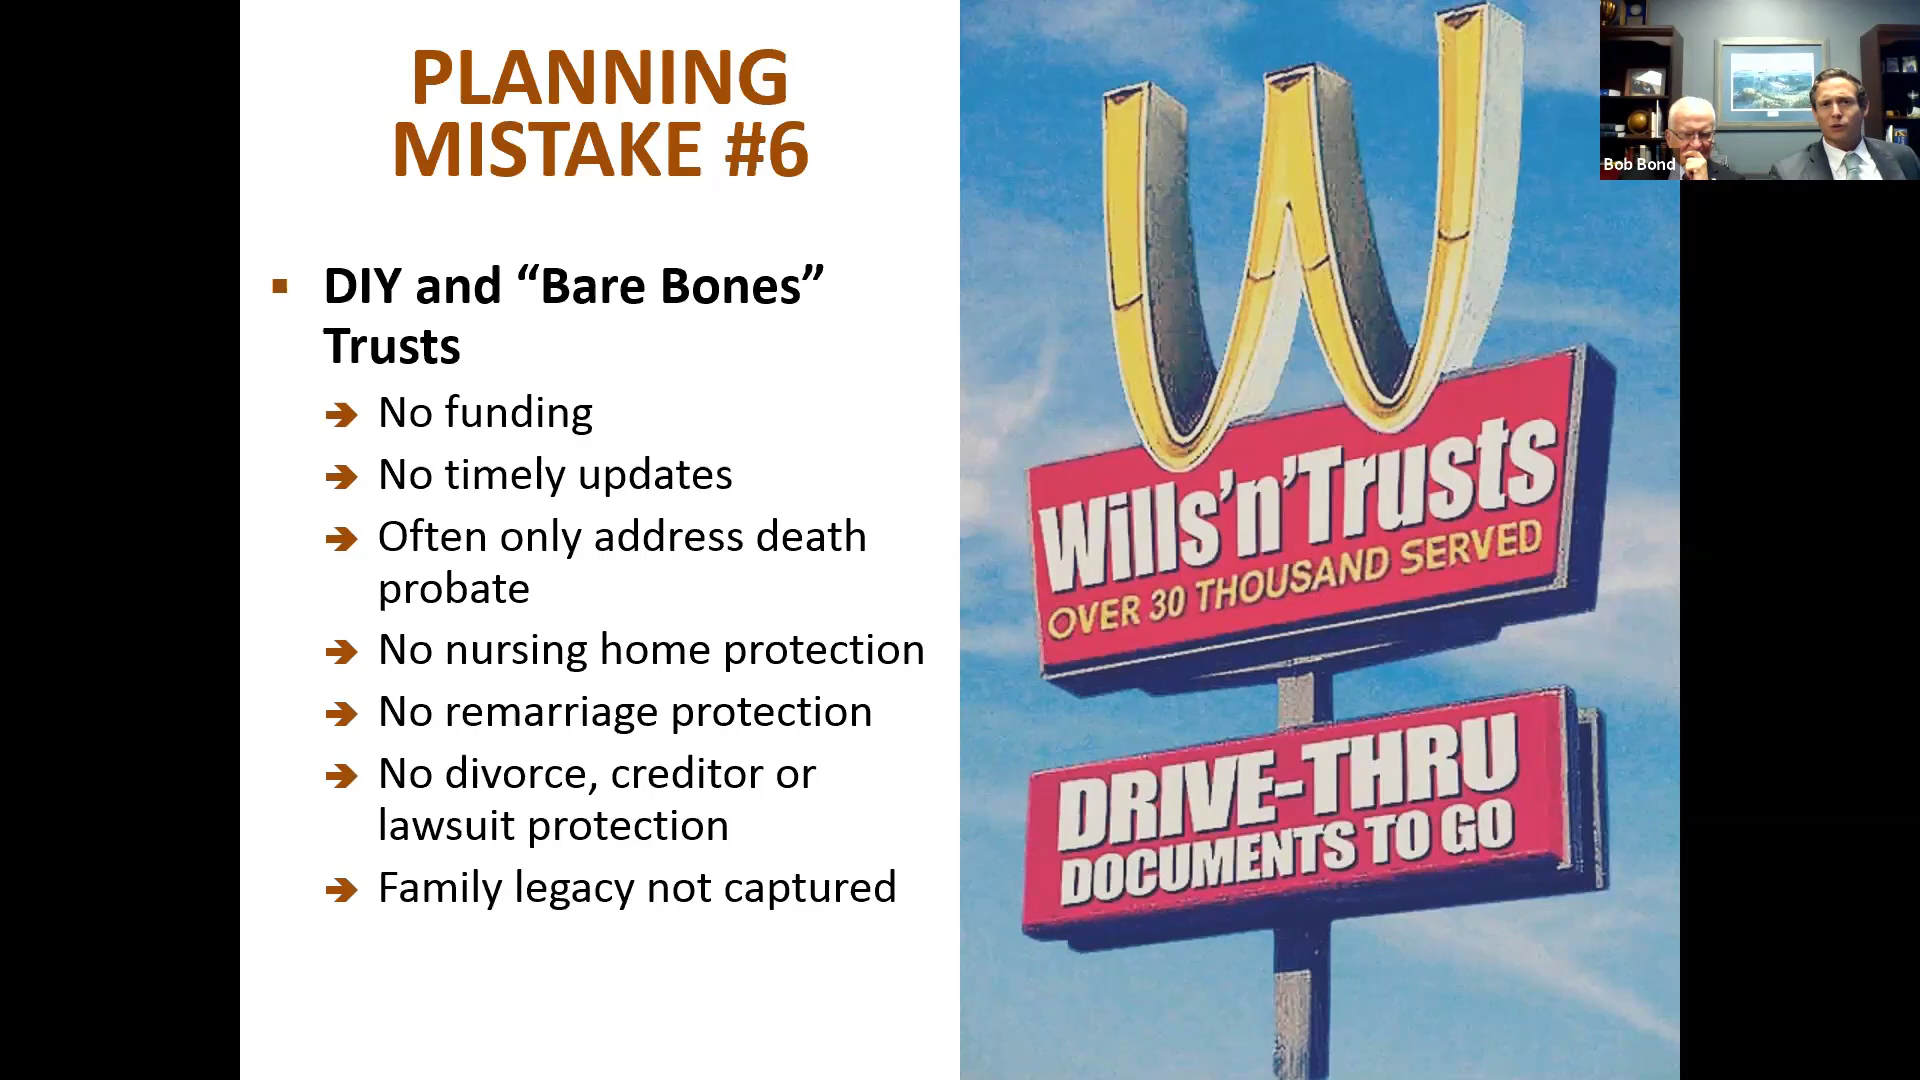 PLANNING
MISTAKE #6
▪ DIY and “Bare Bones”
Trusts
➔ No funding
➔ No timely updates
➔ Often only address death
probate
➔ No nursing home protection
➔ No remarriage protection
➔ No divorce, creditor or
lawsuit protection
➔ Family legacy not captured
W
Wills’n’Trusts
OVER 30 THOUSAND SERVED
DRIVE-THRU
DOCUMENTS TO GO
Bob Bond